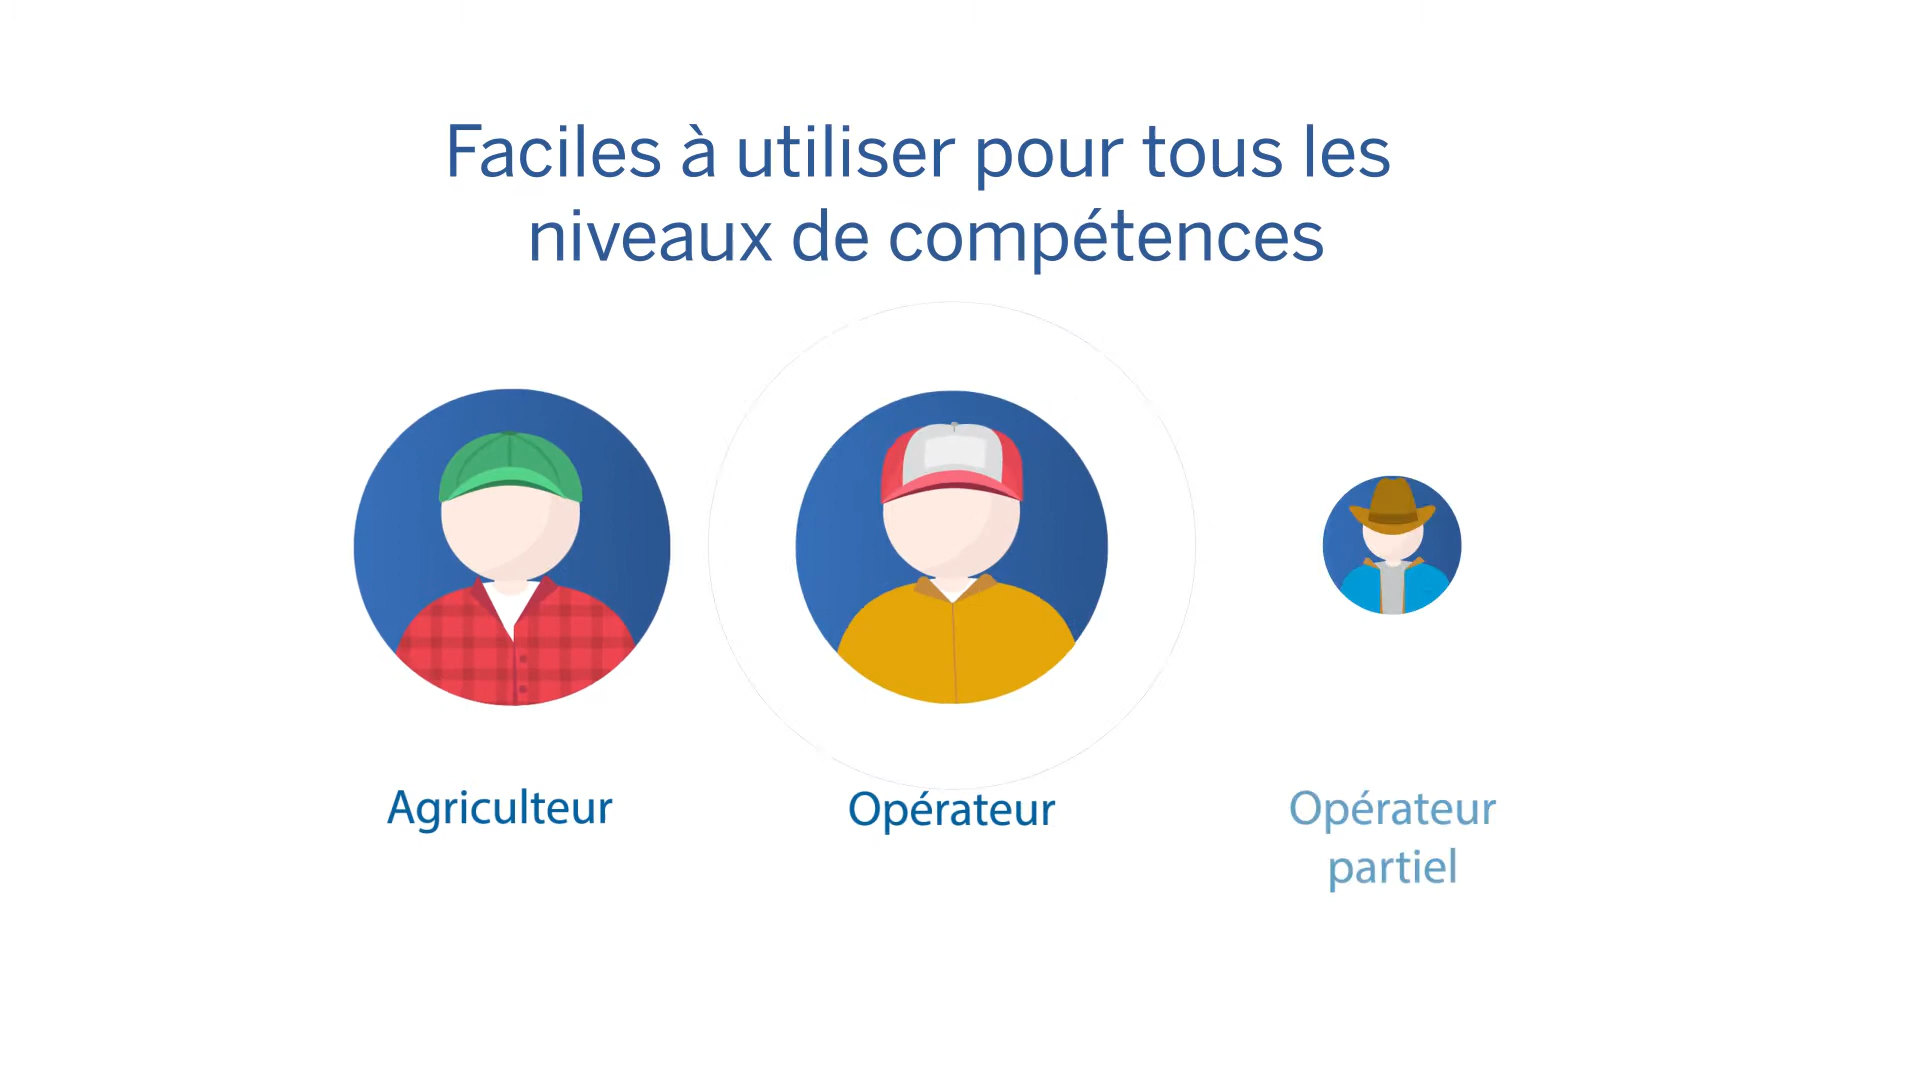 Faciles à utiliser pour tous les
niveaux de compétences
Agriculteur
Opérateur
Opérateur
partiel